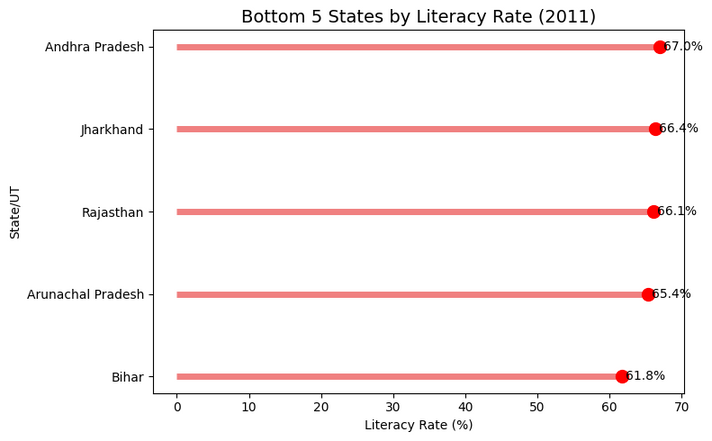 Bottom 5 States by Literacy Rate (2011)
Andhra Pradesh
67.0%
Jharkhand
66.4%
Rajasthan
66.1%
Arunachal Pradesh
65.4%
Bihar
61.8%
State/UT
0 10 20 30 40 50 60 70
Literacy Rate (%)